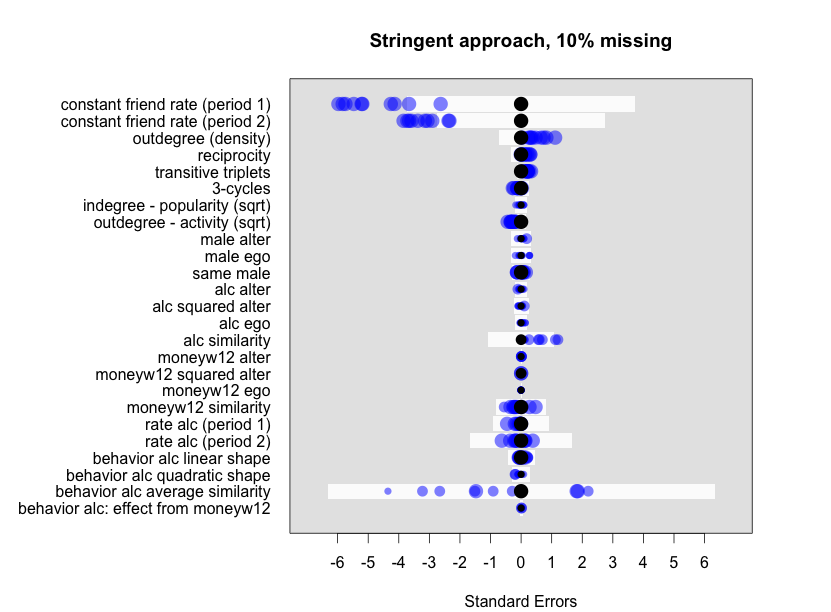 Stringent approach, 10% missing
constant friend rate (period 1)
constant friend rate (period 2)
outdegree (density)
reciprocity
transitive triplets
3-cycles
indegree - popularity (sqrt)
outdegree - activity (sqrt)
male alter
male ego
same male
alc alter
alc squared alter
alc ego
alc similarity
moneyw12 alter
moneyw12 squared alter
moneyw12 ego
moneyw12 similarity
rate alc (period 1)
rate alc (period 2)
behavior alc linear shape
behavior alc quadratic shape
behavior alc average similarity
behavior alc: effect from moneyw12
-6 -5 -4 -3 -2 -1 0 1 2 3 4 5 6
Standard Errors